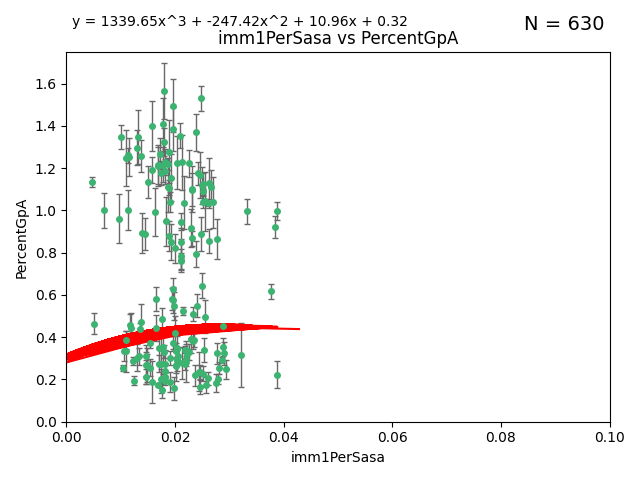 y = 1339.65x^3 + -247.42x^2 + 10.96x + 0.32
N = 630
imm1PerSasa vs PercentGpA
PercentGpA
1.6
1.4
1.2
1.0
0.8
0.6
0.4
0.2
0.0
0.00 0.02 0.04 0.06 0.08 0.10
imm1PerSasa